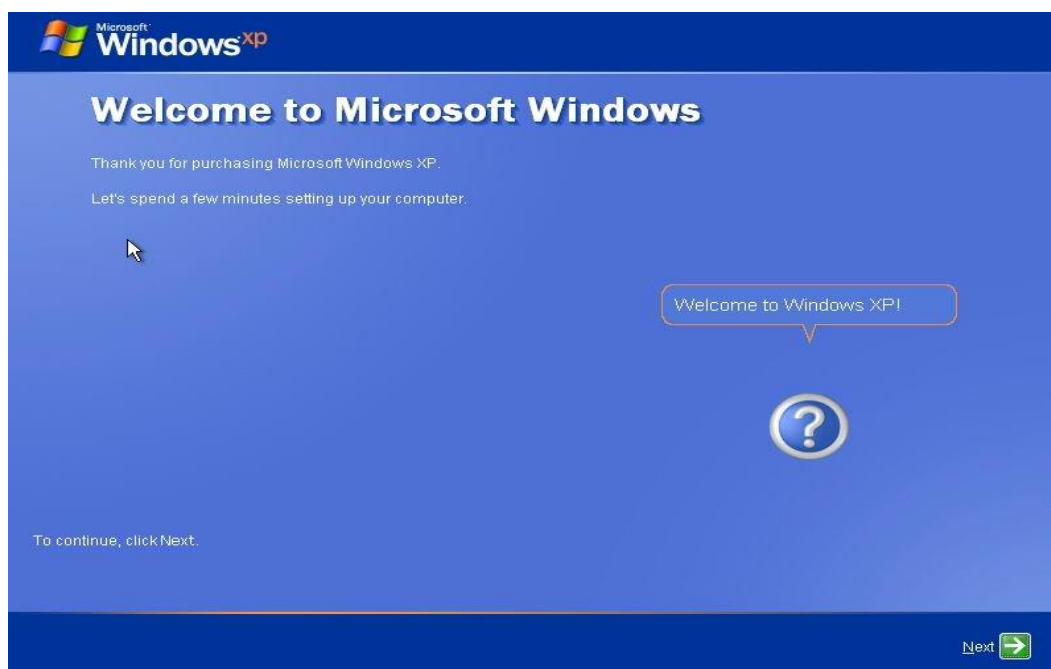 Microsoft
Windows xp
Welcome to Microsoft Windows
Thank you for purchasing Microsoft Windows XP.
Let's spend a few minutes setting up your computer.
Welcome to Windows XP!
?
To continue, click Next.
Next